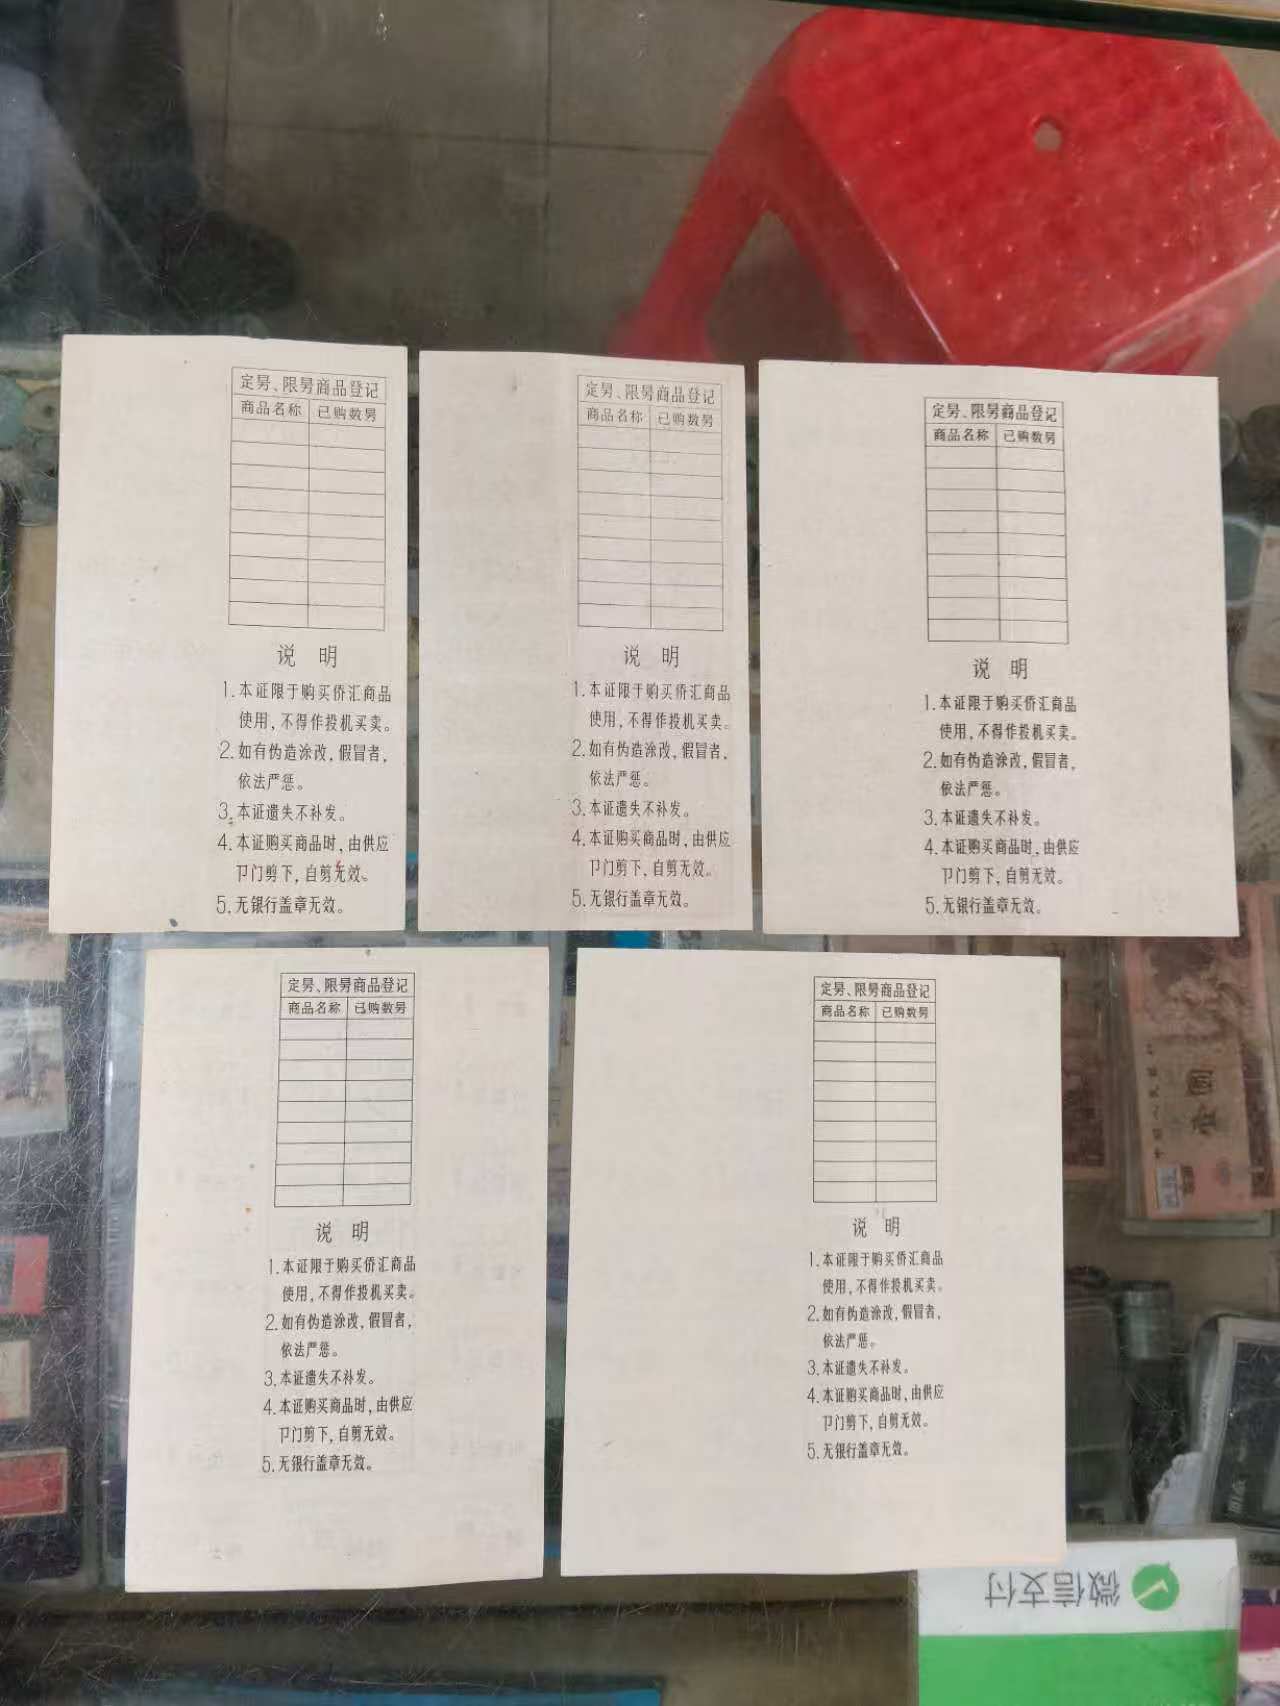 定量、限量商品登记
商品名称 已购数量
说 明
1.本证限于购买侨汇商品
使用，不得作投机买卖。
2.如有伪造涂改，假冒者，
依法严惩。
3.本证遗失不补发。
4.本证购买商品时，由供应
卩门剪下，自剪无效。
5.无银行盖章无效。
定量、限量商品登记
商品名称 已购数量
说 明
1.本证限于购买侨汇商品
使用，不得作投机买卖。
2.如有伪造涂改，假冒者，
依法严惩。
3.本证遗失不补发。
4.本证购买商品时，由供应
卩门剪下，自剪无效。
5.无银行盖章无效。
定量、限量商品登记
商品名称 已购数量
说 明
1.本证限于购买侨汇商品
使用，不得作投机买卖。
2.如有伪造涂改，假冒者，
依法严惩。
3.本证遗失不补发。
4.本证购买商品时，由供应
卩门剪下，自剪无效。
5.无银行盖章无效。
定量、限量商品登记
商品名称 已购数量
说 明
1.本证限于购买侨汇商品
使用，不得作投机买卖。
2.如有伪造涂改，假冒者，
依法严惩。
3.本证遗失不补发。
4.本证购买商品时，由供应
卩门剪下，自剪无效。
5.无银行盖章无效。
定量、限量商品登记
商品名称 已购数量
说 明
1.本证限于购买侨汇商品
使用，不得作投机买卖。
2.如有伪造涂改，假冒者，
依法严惩。
3.本证遗失不补发。
4.本证购买商品时，由供应
卩门剪下，自剪无效。
5.无银行盖章无效。
中国人民银行
壹圆
微信支付